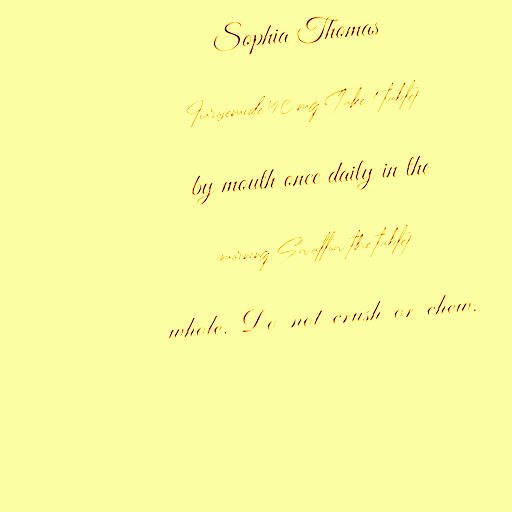 Sophia Thomas
Furosemide 40 mg Take 1 tablet
by mouth once daily in the
morning. Swallow the tablet
whole. Do not crush or chew.